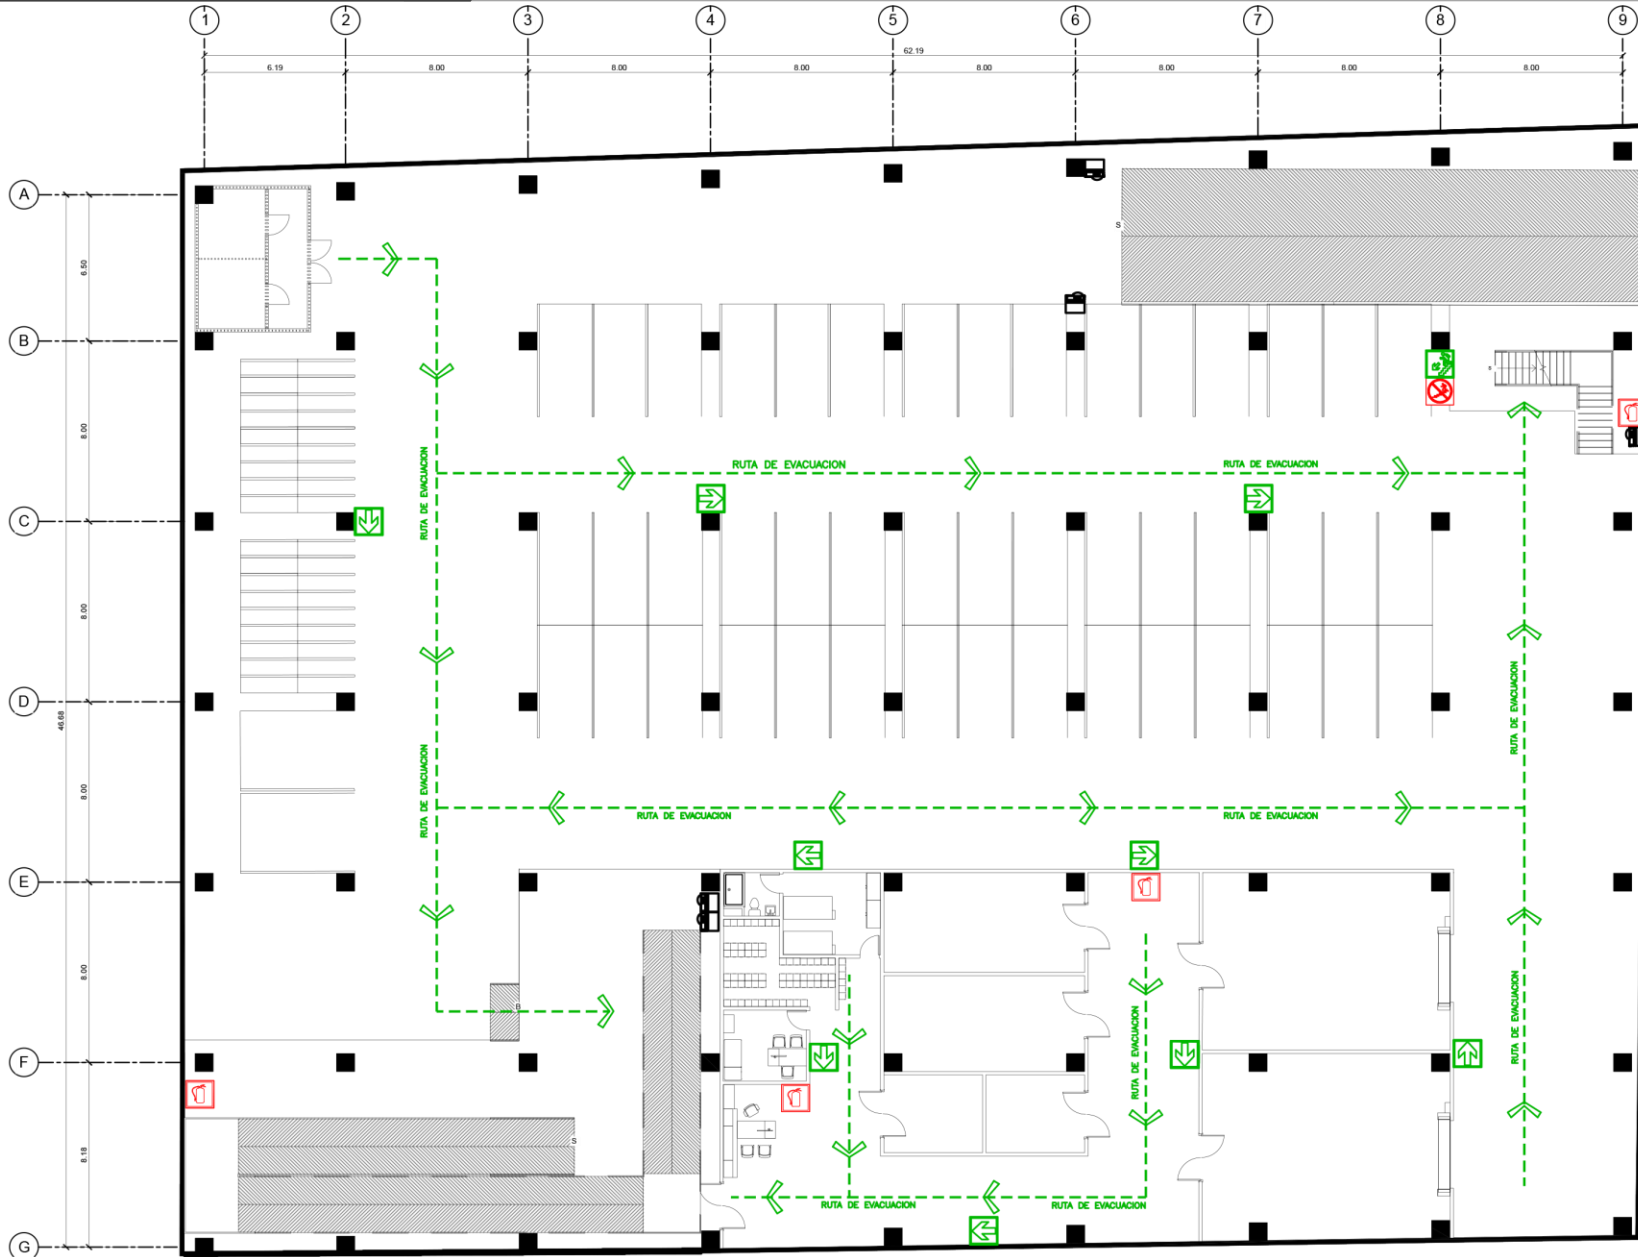 1 2 3 4 5 6 7 8 9
62.19
6.19 8.00 8.00 8.00 8.00 8.00 8.00 8.00
A
S
6.50
B
S
8.00
RUTA DE EVACUACION
RUTA DE EVACUACION
RUTA DE EVACUACION
C
8.00
D
46.68
RUTA DE EVACUACION
8.00
RUTA DE EVACUACION
RUTA DE EVACUACION
RUTA DE EVACUACION
E
8.00
B
RUTA DE EVACUACION
RUTA DE EVACUACION
F
S
8.18
RUTA DE EVACUACION
RUTA DE EVACUACION
G